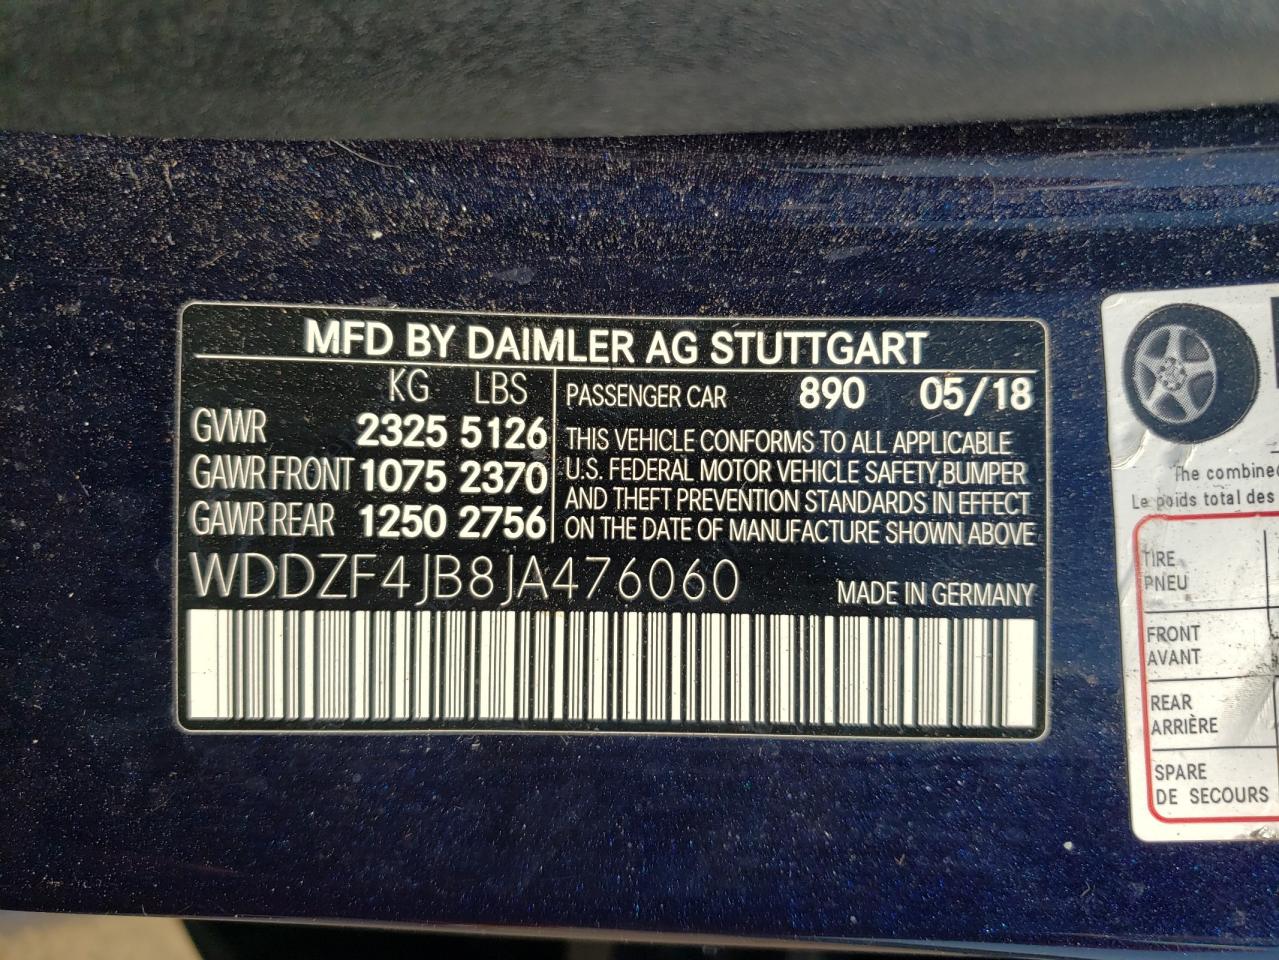 MFD BY DAIMLER AG STUTTGART
KG LBS
GVWR 2325 5126
GAWR FRONT 1075 2370
GAWR REAR 1250 2756
PASSENGER CAR 890 05/18
THIS VEHICLE CONFORMS TO ALL APPLICABLE
U.S. FEDERAL MOTOR VEHICLE SAFETY,BUMPER
AND THEFT PREVENTION STANDARDS IN EFFECT
ON THE DATE OF MANUFACTURE SHOWN ABOVE
WDDZF4JB8JA476060 MADE IN GERMANY
The combined
Le poids total des
TIRE
PNEU
FRONT
AVANT
REAR
ARRIÈRE
SPARE
DE SECOURS